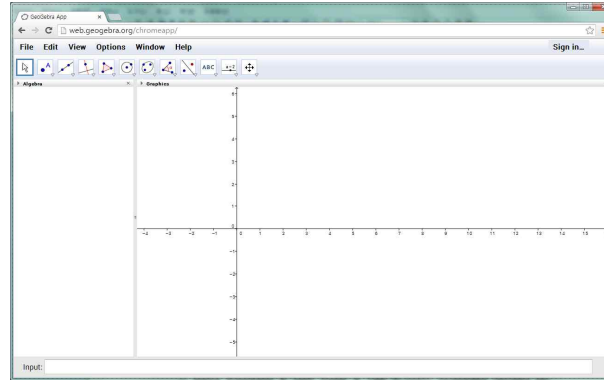 GeoGebra App
web.geogebra.org/chromeapp/
File Edit View Options Window Help Sign in...
ABC a=2
Algebra Graphics
6
5
4
3
2
1
0
-4 -3 -2 -1 0 1 2 3 4 5 6 7 8 9 10 11 12 13 14 15
-1
-2
-3
-4
-5
Input: